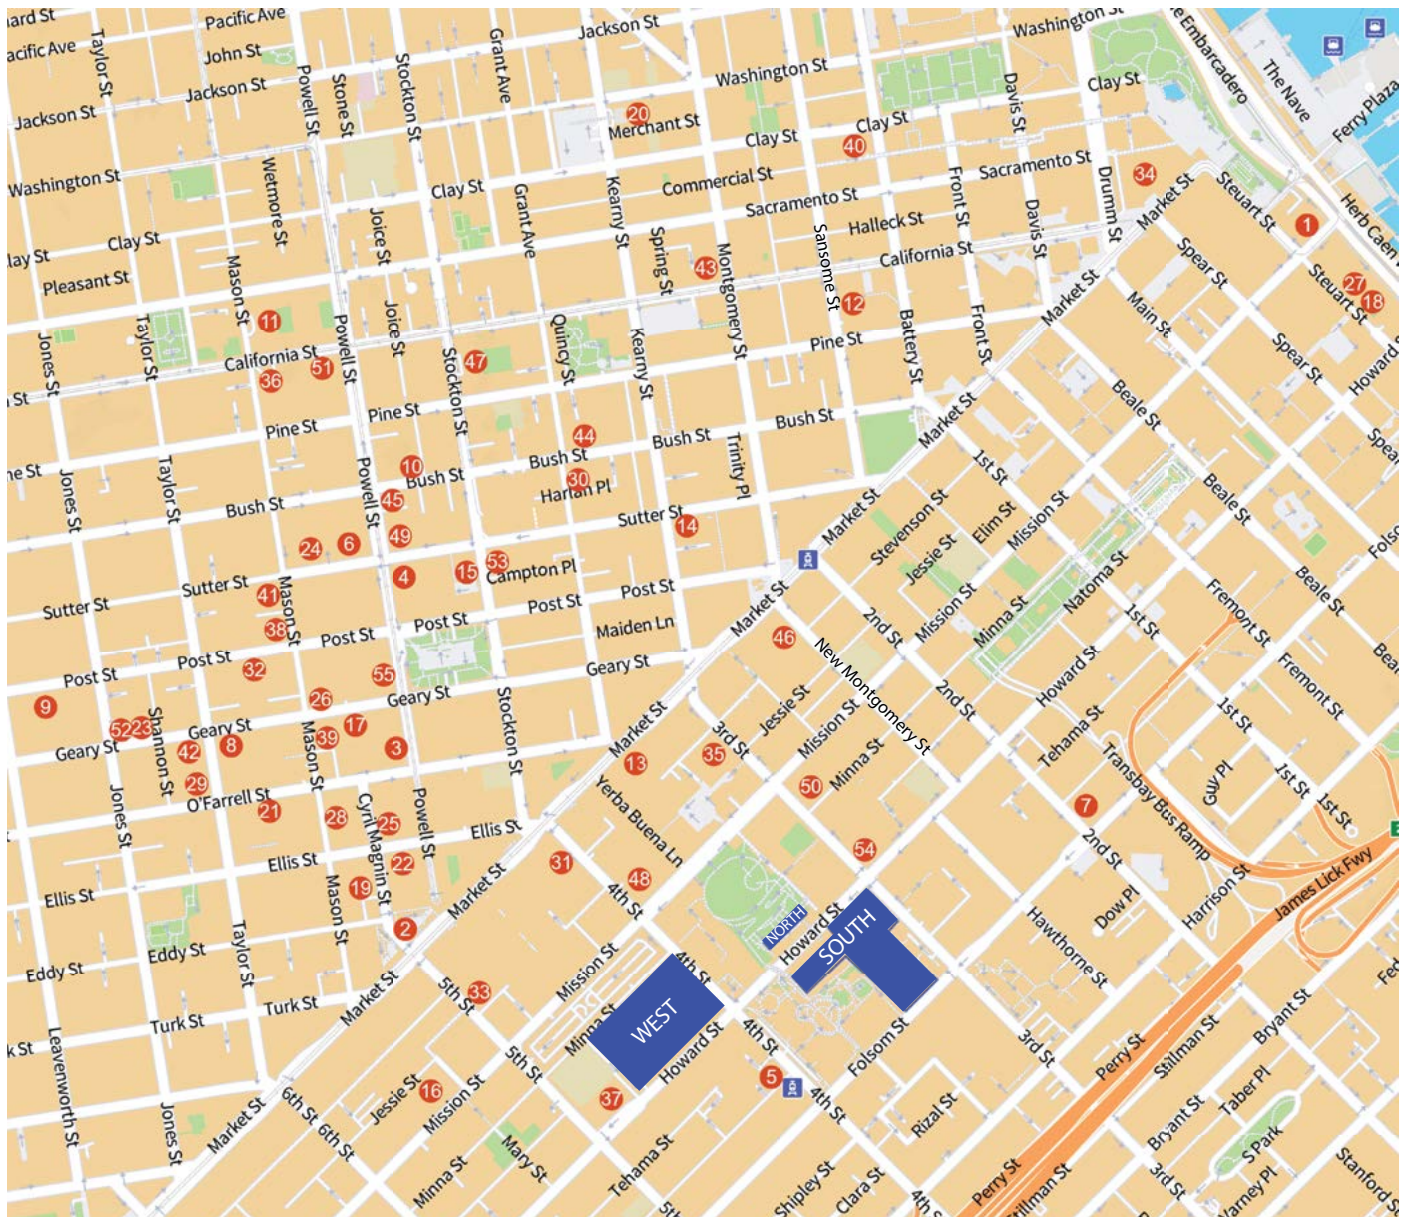 Pacific Ave
Jackson St
Washington St
John St
Taylor St
Powell St
Stone St
Stockton St
Grant Ave
Jackson St
Jackson St
Washington St
Clay St
Davis St
The Nave
Ferry Plaza
20
Merchant St
Clay St
Clay St
40
Washington St
Wetmore St
Commercial St
Sacramento St
Sacramento St
34
Drumm St
Market St
Steuart St
Herb Caen
1
Clay St
Grant Ave
Kearny St
Front St
Davis St
Halleck St
California St
Clay St
Joice St
Pleasant St
Mason St
Spring St
43
Montgomery St
Sansome St
12
Spear St
Steuart St
27
18
Market St
Main St
11
Jones St
Taylor St
Powell St
Joice St
Quincy St
Kearny St
Battery St
Front St
Pine St
Spear St
Howard
California St
51
36
47
Stockton St
Pine St
Pine St
Beale St
Market St
Bush St
Bush St
44
Bush St
30
Harlan Pl
Trinity Pl
10
Bush St
45
Bush St
Jones St
Taylor St
Powell St
1st St
Beale St
Market St
Stevenson St
Elim St
Jessie St
Mission St
Sutter St
14
49
24
6
4
15
53
Campton Pl
Sutter St
Sutter St
41
Mason St
38
Post St
Post St
Post St
Post St
Market St
46
2nd St
Mission St
Minna St
Natoma St
1st St
Fremont St
Beale St
Maiden Ln
Post St
Post St
32
55
Geary St
Geary St
New Montgomery St
2nd St
Howard St
Fremont St
9
52
23
Shannon St
Geary St
42
8
Geary St
26
39
17
3
Mason St
Stockton St
Market St
3rd St
Jessie St
Mission St
Tehama St
1st St
13
35
Minna St
50
Transbay Bus Ramp
Guy Pl
1st St
1st St
29
O'Farrell St
21
28
Cyril Magnin St
25
Powell St
Jones St
Yerba Buena Ln
7
2nd St
Ellis St
Ellis St
Ellis St
22
19
31
48
4th St
54
Market St
Mason St
Taylor St
2
NORTH
Howard St
SOUTH
Hawthorne St
Dow Pl
Harrison St
James Lick Fwy
Eddy St
Eddy St
Mission St
4th St
Market St
5th St
33
Turk St
Turk St
Leavenworth St
Minna St
WEST
Howard St
4th St
Folsom St
3rd St
Perry St
Stillman St
Bryant St
5th St
5
4th St
37
16
Jessie St
Mission St
6th St
6th St
Market St
Jones St
Minna St
Mary St
Tehama St
Shipley St
Clara St
Rizal St
Perry St
Stillman St
Bryant St
Taber Pl
S Park
Varney Pl
3rd St
Stanford St